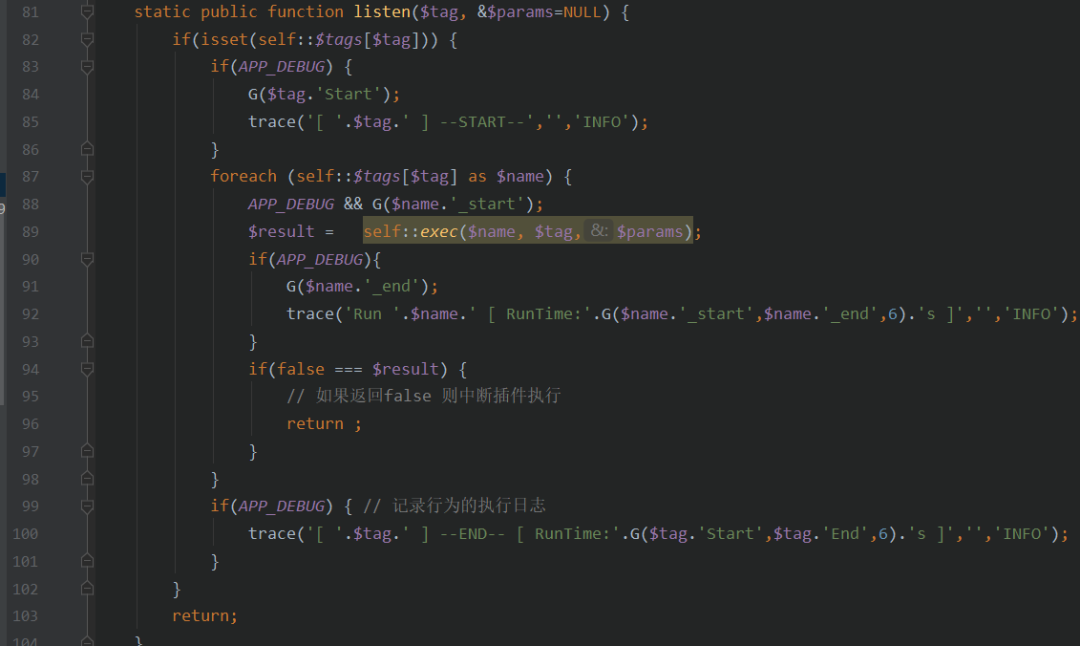 81 static public function listen($tag, &$params=NULL) {
82 if(isset(self::$tags[$tag])) {
83 if(APP_DEBUG) {
84 G($tag.'Start');
85 trace('[ '.$tag.' ] --START--','','INFO');
86 }
87 foreach (self::$tags[$tag] as $name) {
88 APP_DEBUG && G($name.'_start');
89 $result =   self::exec($name, $tag, &: $params);
90 if(APP_DEBUG){
91 G($name.'_end');
92 trace('Run '.$name.' [ RunTime:'.G($name.'_start',$name.'_end',6).'s ]','','INFO');
93 }
94 if(false === $result) {
95 // 如果返回false 则中断插件执行
96 return ;
97 }
98 }
99 if(APP_DEBUG) { // 记录行为的执行日志
100 trace('[ '.$tag.' ] --END-- [ RunTime:'.G($tag.'Start',$tag.'End',6).'s ]','','INFO');
101 }
102 }
103 return;
104 }